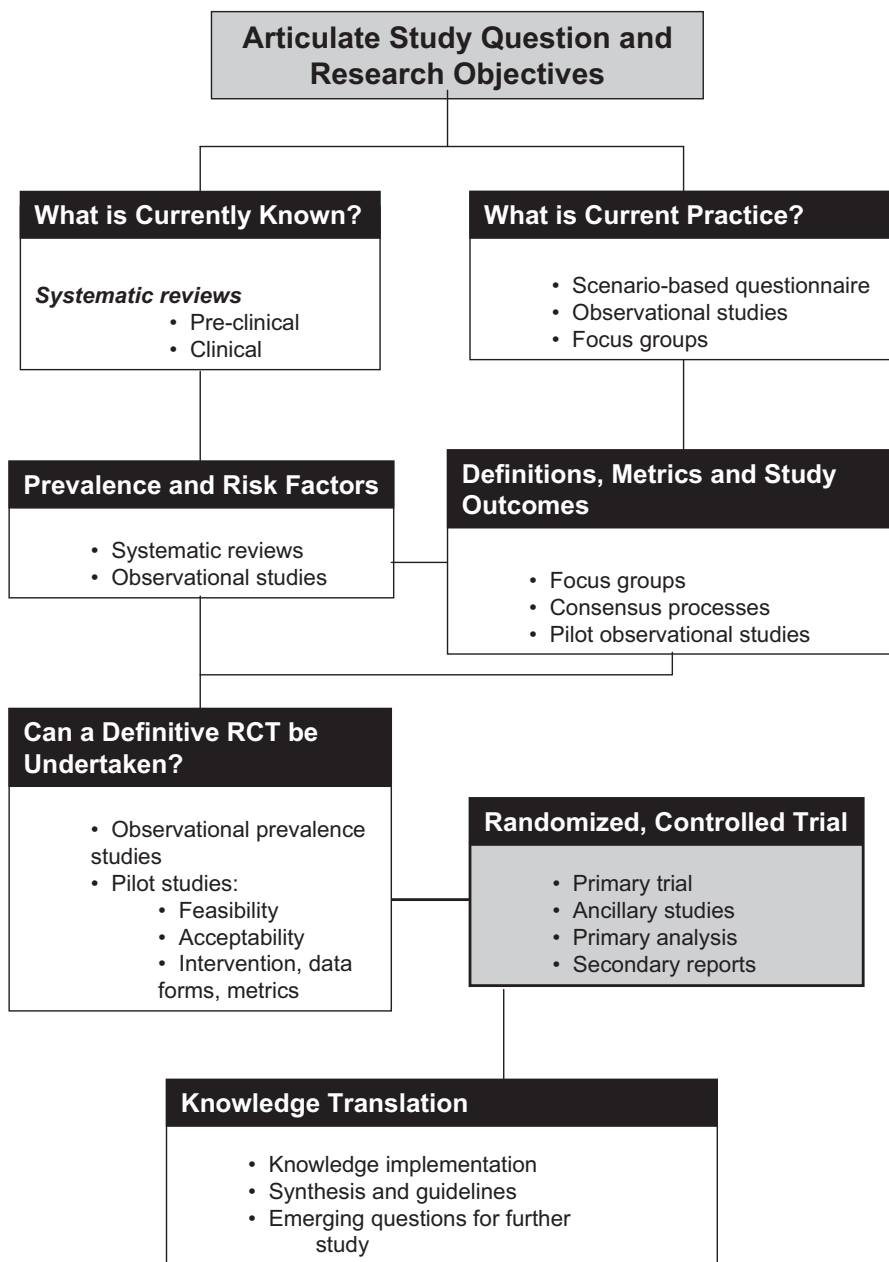 Articulate Study Question and
Research Objectives
What is Currently Known?
Systematic reviews
• Pre-clinical
• Clinical
What is Current Practice?
• Scenario-based questionnaire
• Observational studies
• Focus groups
Prevalence and Risk Factors
• Systematic reviews
• Observational studies
Definitions, Metrics and Study
Outcomes
• Focus groups
• Consensus processes
• Pilot observational studies
Can a Definitive RCT be
Undertaken?
• Observational prevalence
studies
• Pilot studies:
• Feasibility
• Acceptability
• Intervention, data
forms, metrics
Randomized, Controlled Trial
• Primary trial
• Ancillary studies
• Primary analysis
• Secondary reports
Knowledge Translation
• Knowledge implementation
• Synthesis and guidelines
• Emerging questions for further
study